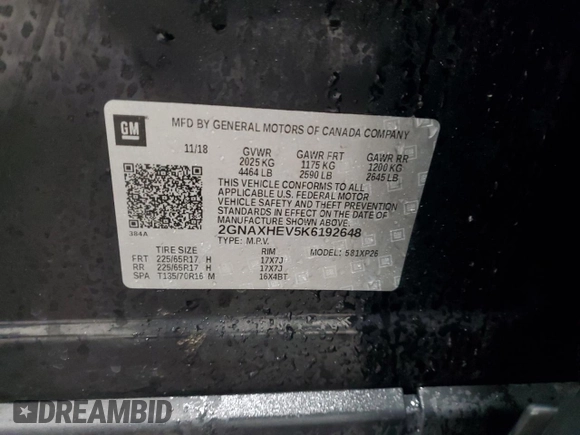 GM
MFD BY GENERAL MOTORS OF CANADA COMPANY
11/18 GVWR GAWR FRT GAWR RR
2025 KG 1175 KG 1200 KG
4464 LB 2590 LB 2645 LB
THIS VEHICLE CONFORMS TO ALL
APPLICABLE U.S. FEDERAL MOTOR
VEHICLE SAFETY AND THEFT PREVENTION
STANDARDS IN EFFECT ON THE DATE OF
MANUFACTURE SHOWN ABOVE.
384A 2GNAXHEV5K6192648
TYPE: M.P.V. MODEL: 581XP26
TIRE SIZE RIM
FRT 225/65R17 H 17X7J
RR 225/65R17 H 17X7J
SPA T135/70R16 M 16X4BT
DREAMBID